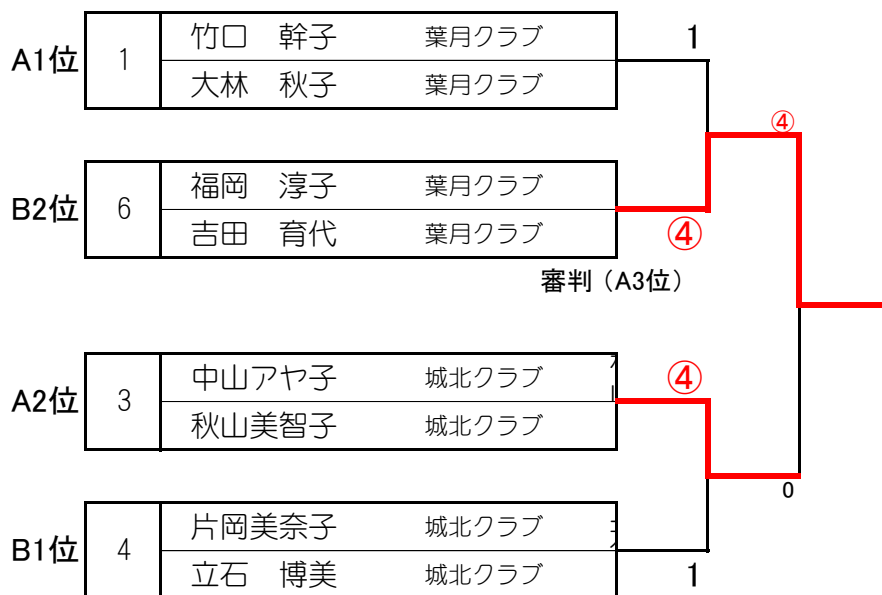 竹口　幹子　葉月クラブ　1
A1位　1
大林　秋子　葉月クラブ
④
福岡　淳子　葉月クラブ
B2位　6
吉田　育代　葉月クラブ　④
審判（A3位）
中山アヤ子　城北クラブ　④
A2位　3
秋山美智子　城北クラブ
0
片岡美奈子　城北クラブ
B1位　4
立石　博美　城北クラブ　1